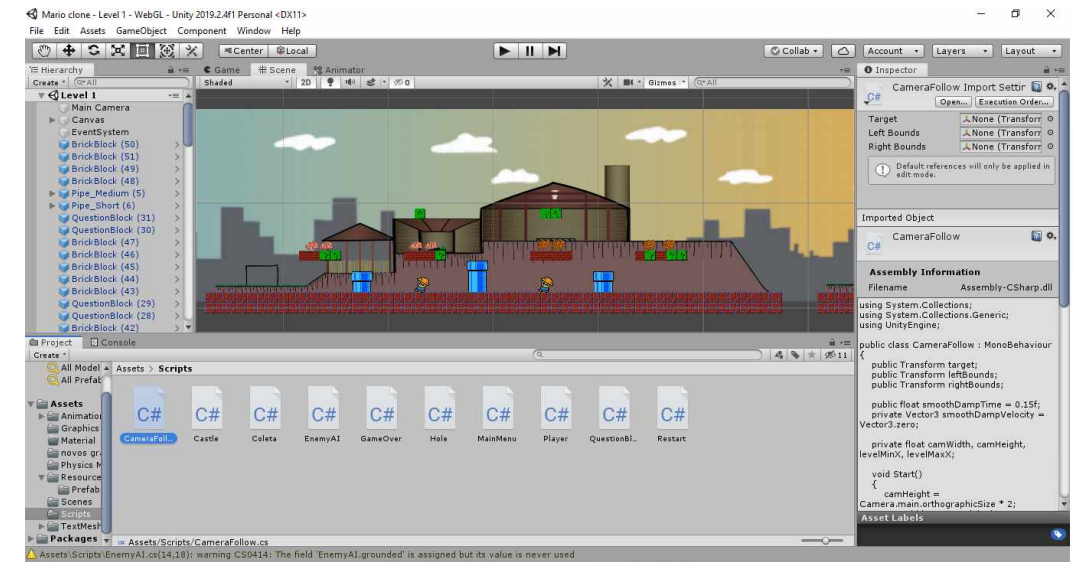 Mario clone - Level 1 - WebGL - Unity 2019.2.4f1 Personal <DX11>
File Edit Assets GameObject Component Window Help
Center Local Collab Account Layers Layout
Hierarchy
Create All
Level 1
Main Camera
Canvas
EventSystem
BrickBlock (50)
BrickBlock (51)
BrickBlock (49)
BrickBlock (48)
Pipe_Medium (5)
Pipe_Short (6)
QuestionBlock (31)
QuestionBlock (30)
BrickBlock (47)
BrickBlock (46)
BrickBlock (45)
BrickBlock (44)
BrickBlock (43)
QuestionBlock (29)
QuestionBlock (28)
BrickBlock (42)
Game Scene Animator
Shaded 2D 0 Gizmos All
Project Console
Create 11
All Model
All Prefab
Assets
Animation
Graphics
Material
novos gr
Physics M
Resource
Prefab
Scenes
Scripts
TextMesh
Packages
Assets > Scripts
C# C# C# C# C# C# C# C# C# C#
CameraFoll... Castle Coleta EnemyAI GameOver Hole MainMenu Player QuestionBl... Restart
Assets/Scripts/CameraFollow.cs
Inspector
CameraFollow Import Settir
C#
Open... Execution Order...
Target None (Transforr
Left Bounds None (Transforr
Right Bounds None (Transforr
Default references will only be applied in
edit mode.
Imported Object
CameraFollow
C#
Assembly Information
Filename Assembly-CSharp.dll
using System.Collections;
using System.Collections.Generic;
using UnityEngine;
public class CameraFollow : MonoBehaviour
{
public Transform target;
public Transform leftBounds;
public Transform rightBounds;
public float smoothDampTime = 0.15f;
private Vector3 smoothDampVelocity =
Vector3.zero;
private float camWidth, camHeight,
levelMinX, levelMaxX;
void Start()
{
camHeight =
Camera.main.orthographicSize * 2;
Asset Labels
Assets\Scripts\EnemyAI.cs(14,18): warning CS0414: The field 'EnemyAI.grounded' is assigned but its value is never used